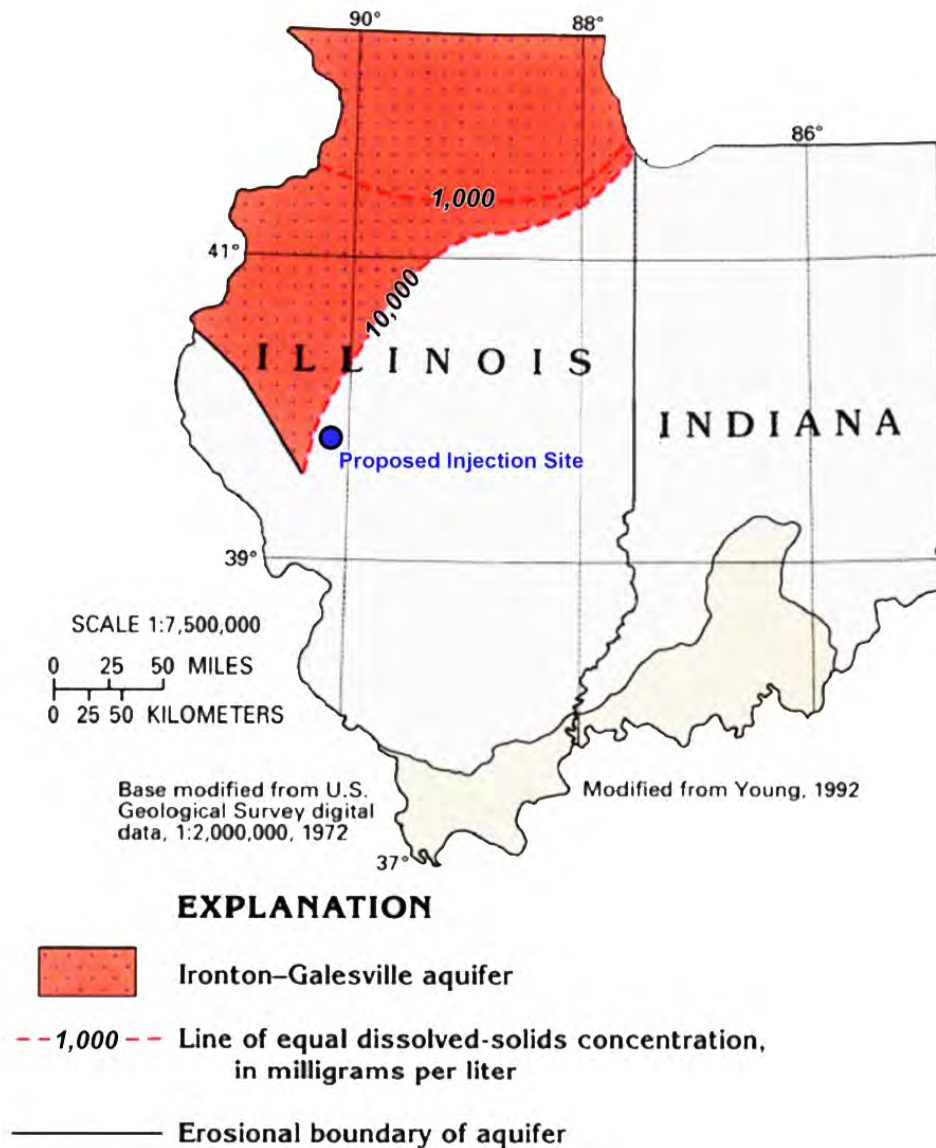 90°
88°
86°
1,000
41°
10,000
ILLINOIS
INDIANA
Proposed Injection Site
39°
SCALE 1:7,500,000
0 25 50 MILES
0 25 50 KILOMETERS
Base modified from U.S.
Geological Survey digital
data, 1:2,000,000, 1972
Modified from Young, 1992
37°
EXPLANATION
Ironton–Galesville aquifer
1,000
Line of equal dissolved-solids concentration,
in milligrams per liter
Erosional boundary of aquifer